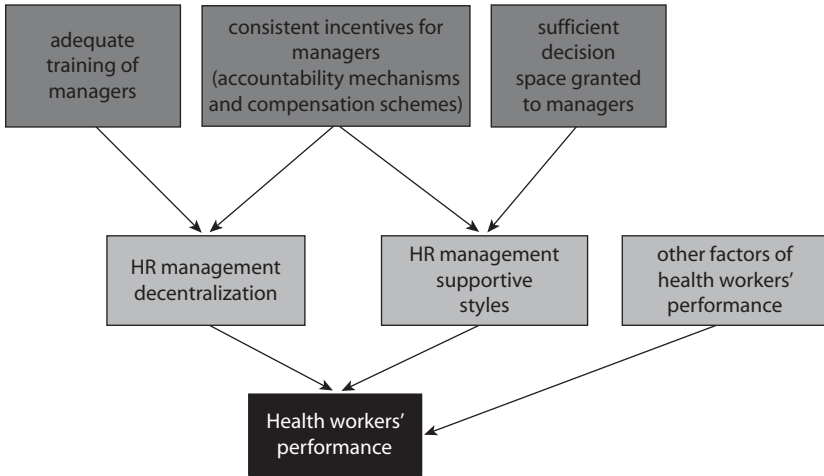 adequate
training of
managers
consistent incentives for
managers
(accountability mechanisms
and compensation schemes)
sufficient
decision
space granted
to managers
HR management
decentralization
HR management
supportive
styles
other factors of
health workers’
performance
Health workers’
performance